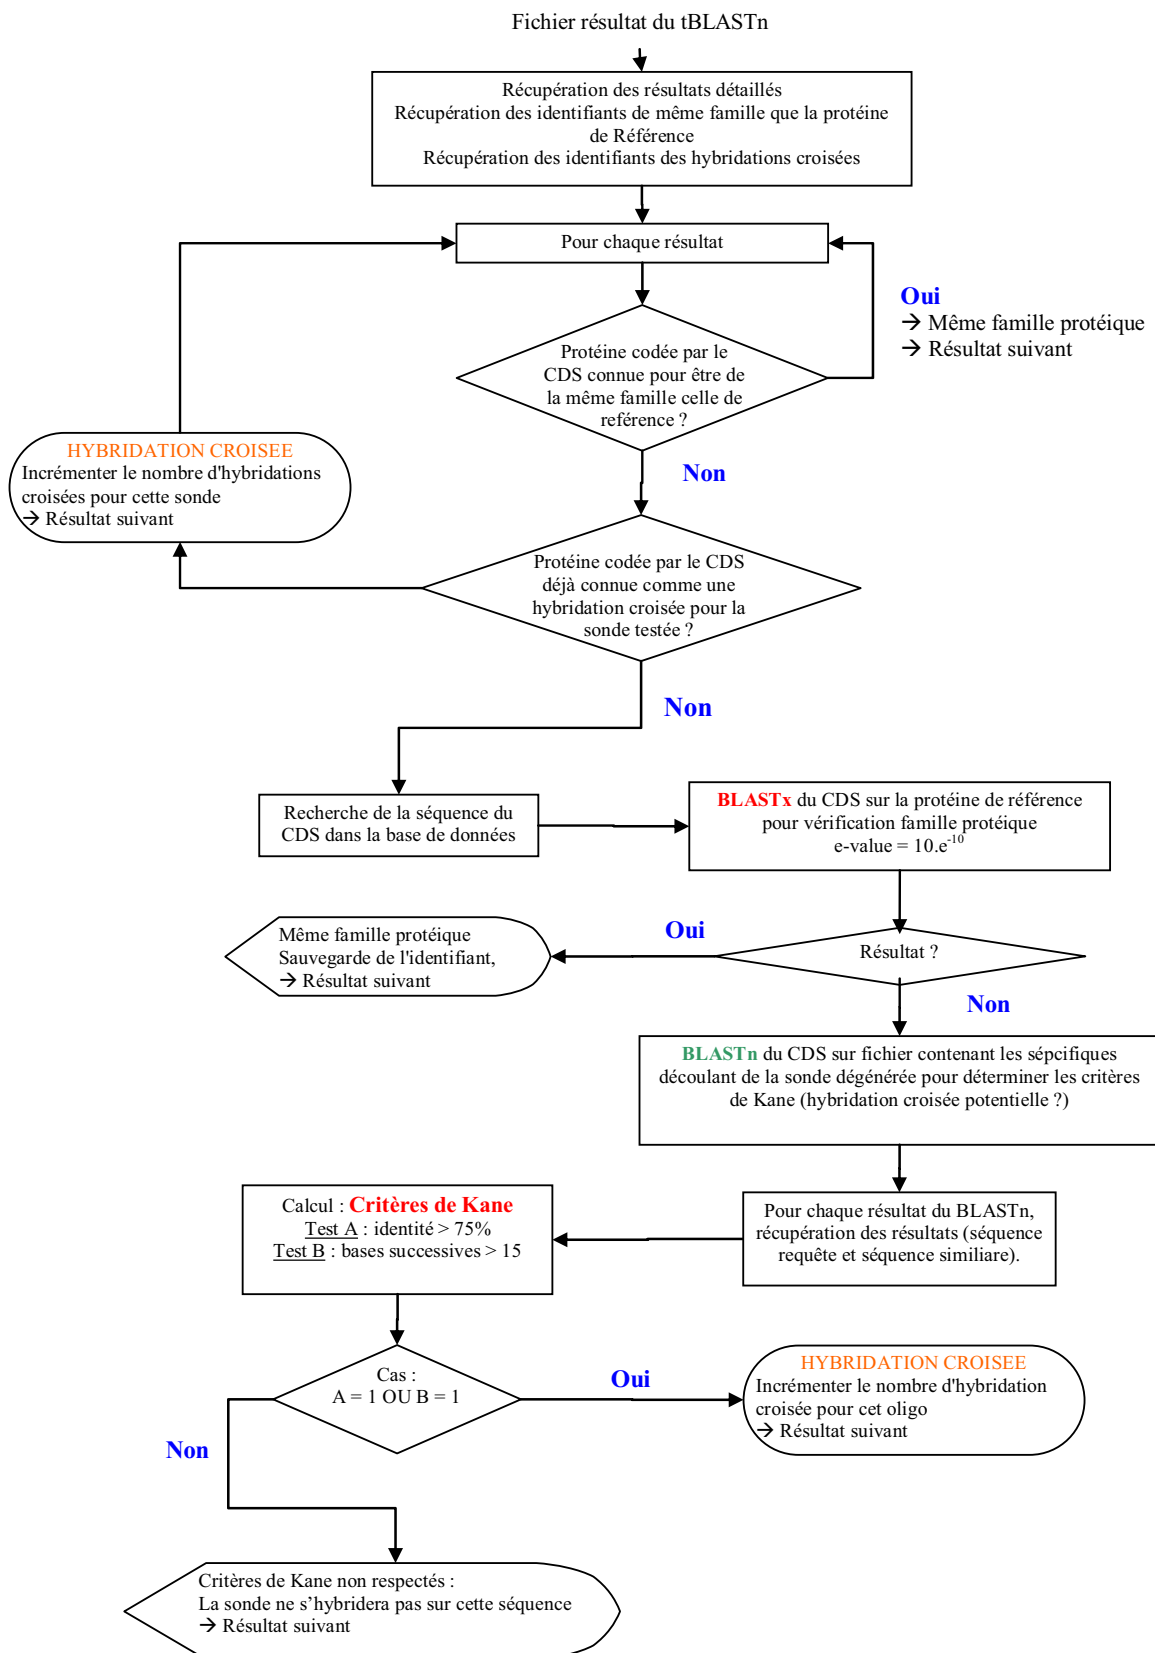 Fichier résultat du tBLASTn
Récupération des résultats détaillés
Récupération des identifiants de même famille que la protéine
de Référence
Récupération des identifiants des hybridations croisées
Pour chaque résultat
Oui
→ Même famille protéique
→ Résultat suivant
Protéine codée par le
CDS connue pour être de
la même famille celle de
reférence ?
HYBRIDATION CROISEE
Incrémenter le nombre d'hybridations
croisées pour cette sonde
→ Résultat suivant
Non
Protéine codée par le CDS
déjà connue comme une
hybridation croisée pour la
sonde testée ?
Non
Recherche de la séquence du
CDS dans la base de données
BLASTx du CDS sur la protéine de référence
pour vérification famille protéique
e-value = 10.e-10
Oui
Même famille protéique
Sauvegarde de l'identifiant,
→ Résultat suivant
Résultat ?
Non
BLASTn du CDS sur fichier contenant les sépcifiques
découlant de la sonde dégénérée pour déterminer les critères
de Kane (hybridation croisée potentielle ?)
Calcul : Critères de Kane
Test A : identité > 75%
Test B : bases successives > 15
Pour chaque résultat du BLASTn,
récupération des résultats (séquence
requête et séquence similiare).
Cas :
A = 1 OU B = 1
Oui
HYBRIDATION CROISEE
Incrémenter le nombre d'hybridation
croisée pour cet oligo
→ Résultat suivant
Non
Critères de Kane non respectés :
La sonde ne s’hybridera pas sur cette séquence
→ Résultat suivant